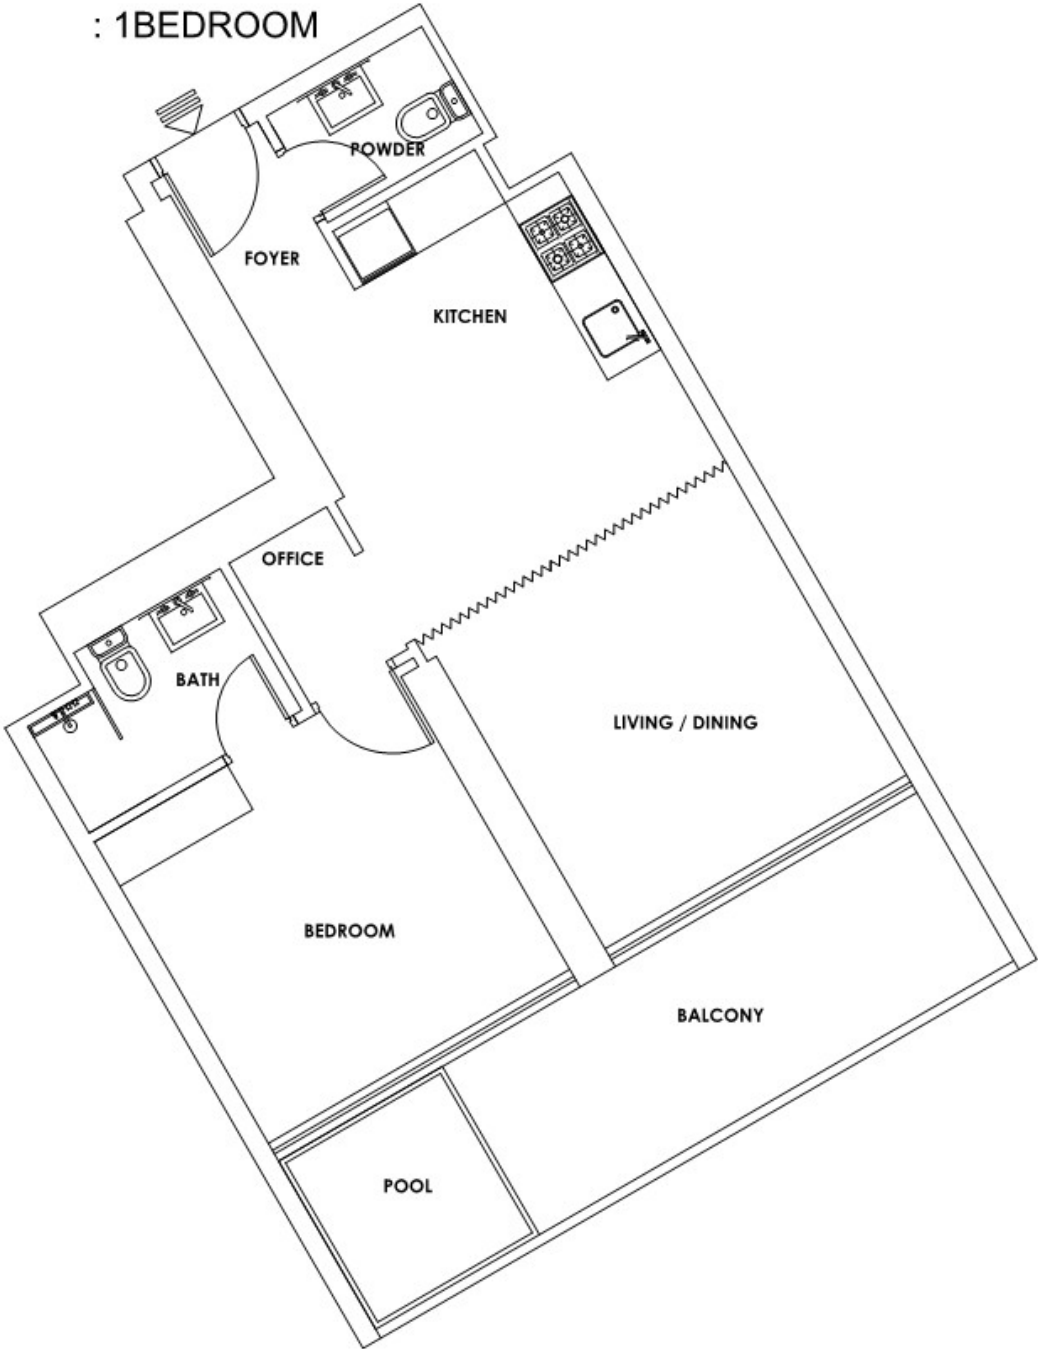 : 1BEDROOM
POWDER
FOYER
KITCHEN
OFFICE
BATH
LIVING / DINING
BEDROOM
BALCONY
POOL